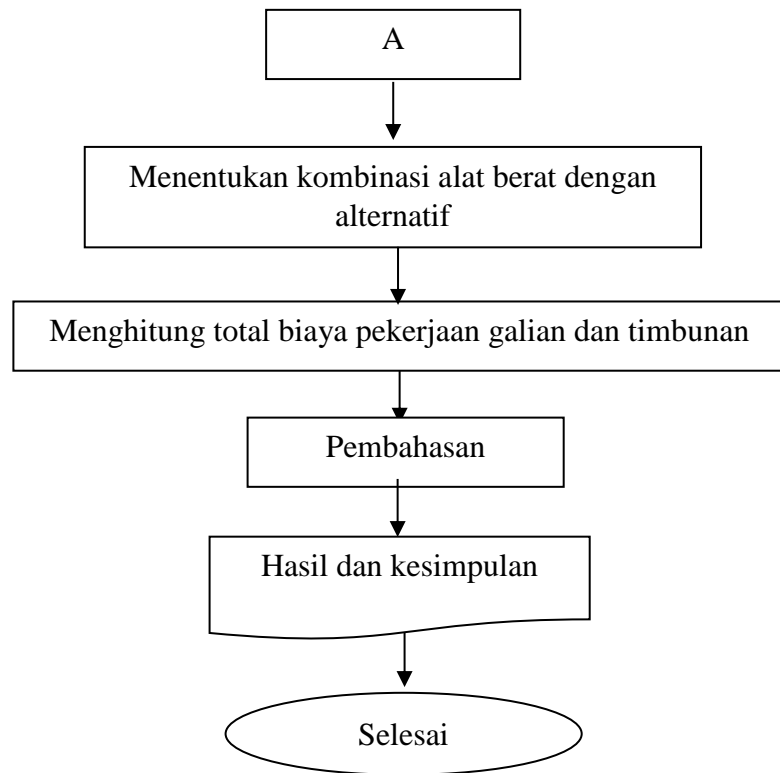 A
Menentukan kombinasi alat berat dengan
alternatif
Menghitung total biaya pekerjaan galian dan timbunan
Pembahasan
Hasil dan kesimpulan
Selesai